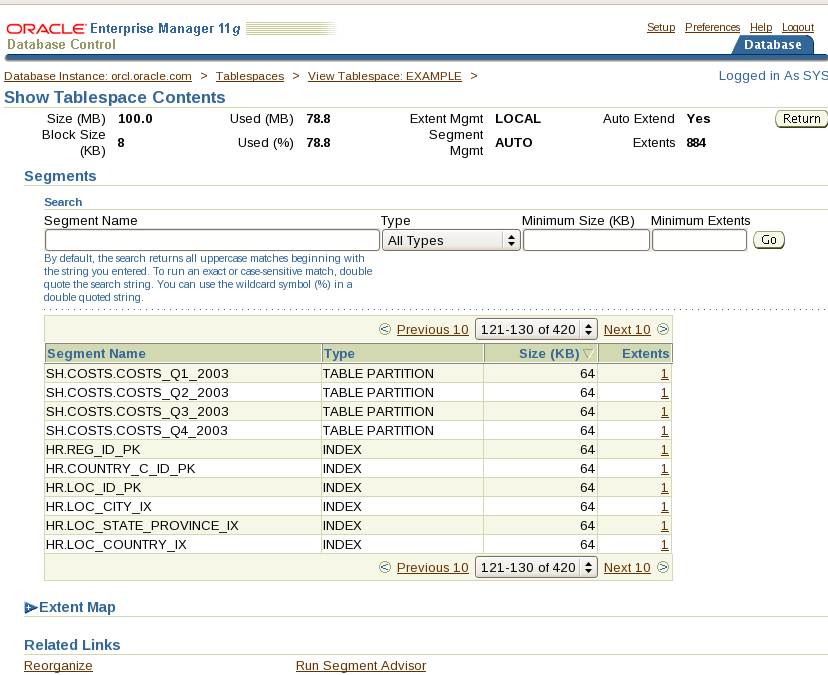 ORACLE Enterprise Manager 11g
Database Control
Setup Preferences Help Logout
Database
Database Instance: orcl.oracle.com > Tablespaces > View Tablespace: EXAMPLE >
Logged in As SYS
Show Tablespace Contents
Size (MB) 100.0 Used (MB) 78.8 Extent Mgmt LOCAL Auto Extend Yes Return
Block Size (KB) 8 Used (%) 78.8 Segment Mgmt AUTO Extents 884
Segments
Search
Segment Name Type Minimum Size (KB) Minimum Extents
All Types Go
By default, the search returns all uppercase matches beginning with
the string you entered. To run an exact or case-sensitive match, double
quote the search string. You can use the wildcard symbol (%) in a
double quoted string.
Previous 10 121-130 of 420 Next 10
Segment Name Type Size (KB) Extents
SH.COSTS.COSTS_Q1_2003 TABLE PARTITION 64 1
SH.COSTS.COSTS_Q2_2003 TABLE PARTITION 64 1
SH.COSTS.COSTS_Q3_2003 TABLE PARTITION 64 1
SH.COSTS.COSTS_Q4_2003 TABLE PARTITION 64 1
HR.REG_ID_PK INDEX 64 1
HR.COUNTRY_C_ID_PK INDEX 64 1
HR.LOC_ID_PK INDEX 64 1
HR.LOC_CITY_IX INDEX 64 1
HR.LOC_STATE_PROVINCE_IX INDEX 64 1
HR.LOC_COUNTRY_IX INDEX 64 1
Previous 10 121-130 of 420 Next 10
Extent Map
Related Links
Reorganize Run Segment Advisor